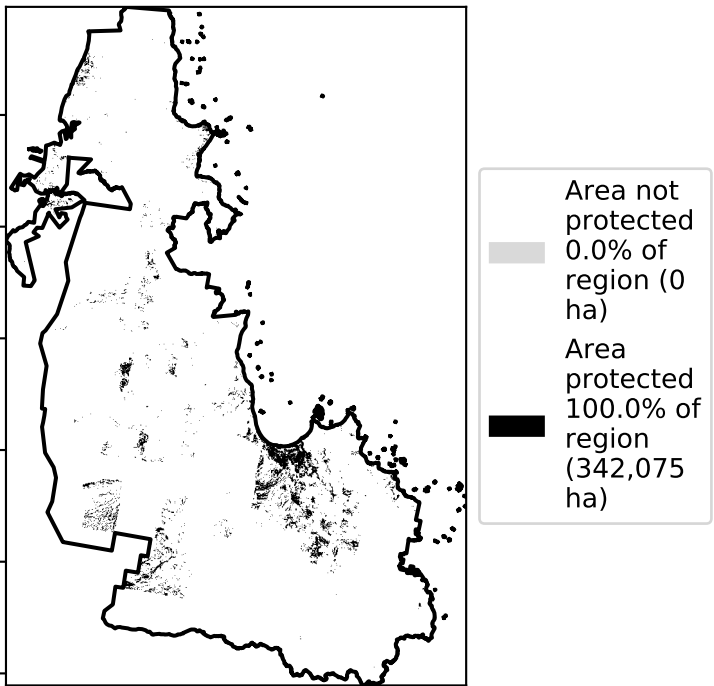 Area not
protected
0.0% of
region (0
ha)
Area
protected
100.0% of
region
(342,075
ha)